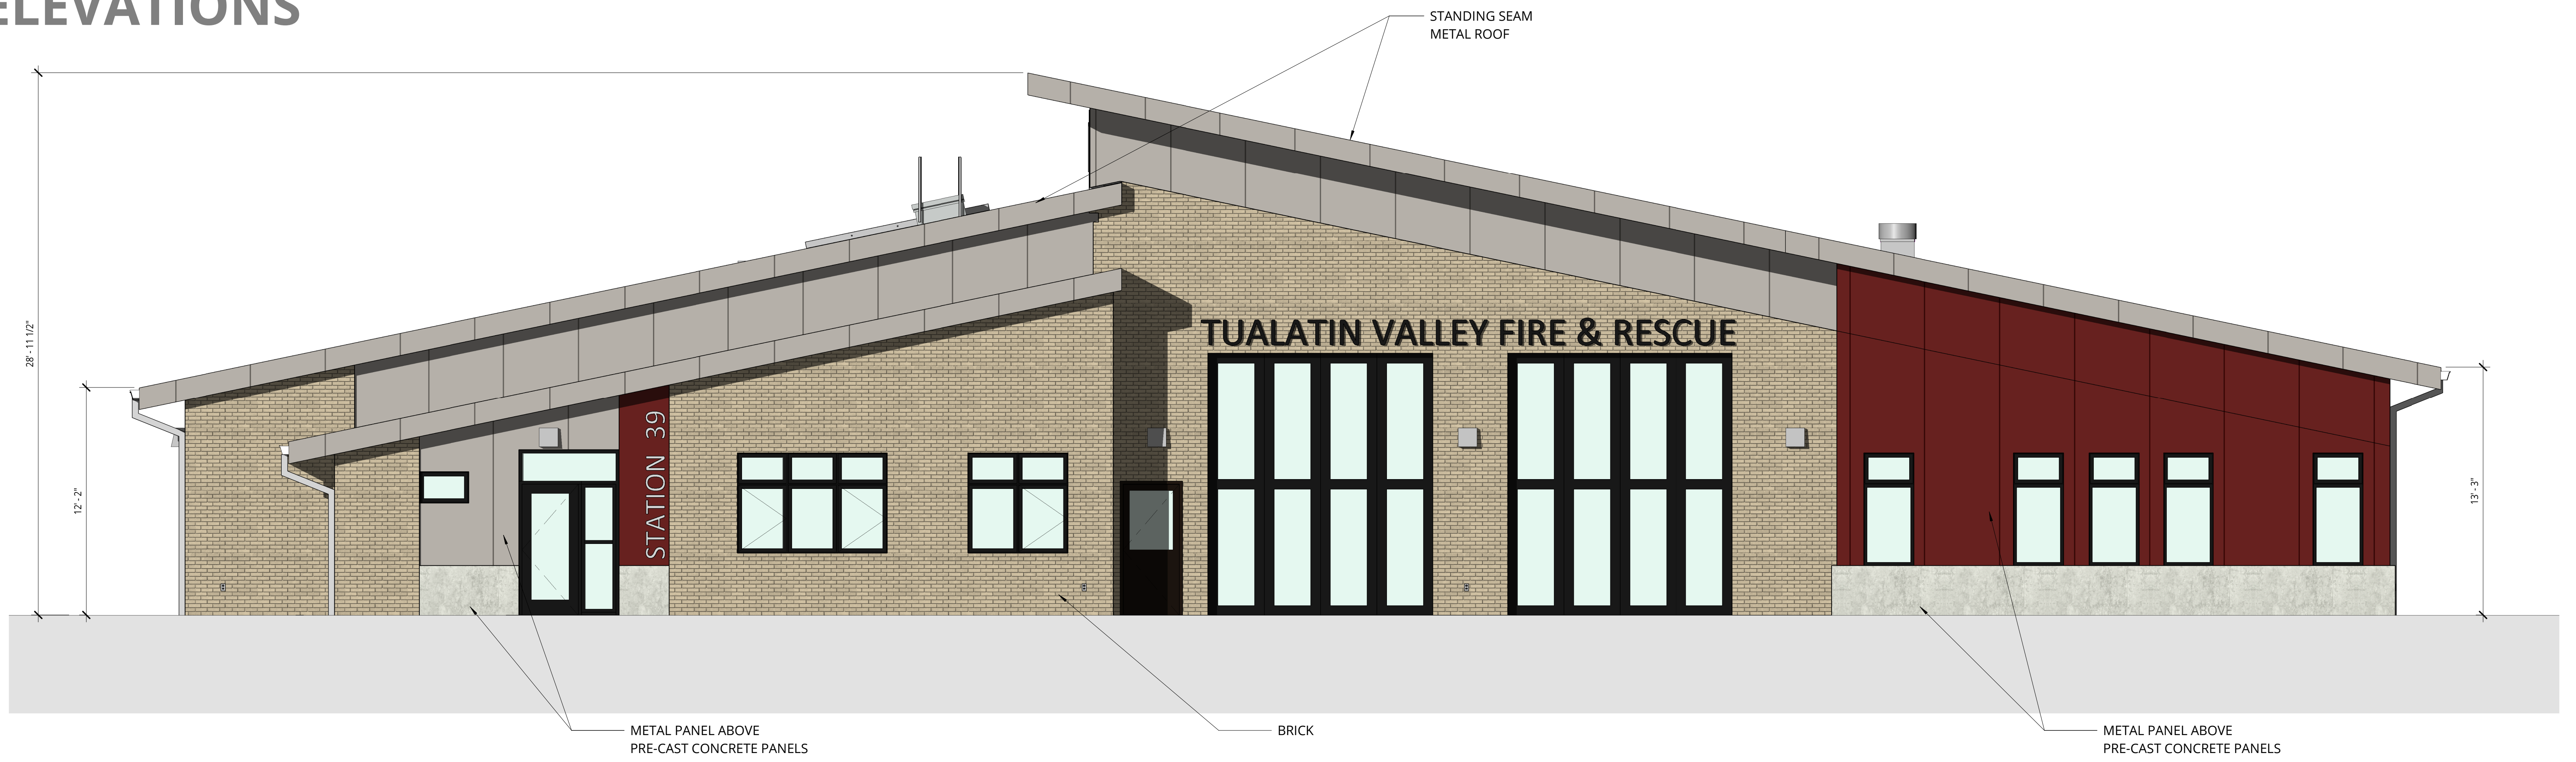 ELEVATIONS
STANDING SEAM
METAL ROOF
28' - 11 1/2"
12' - 2"
13' - 3"
TUALATIN VALLEY FIRE & RESCUE
STATION 39
METAL PANEL ABOVE
PRE-CAST CONCRETE PANELS
BRICK
METAL PANEL ABOVE
PRE-CAST CONCRETE PANELS